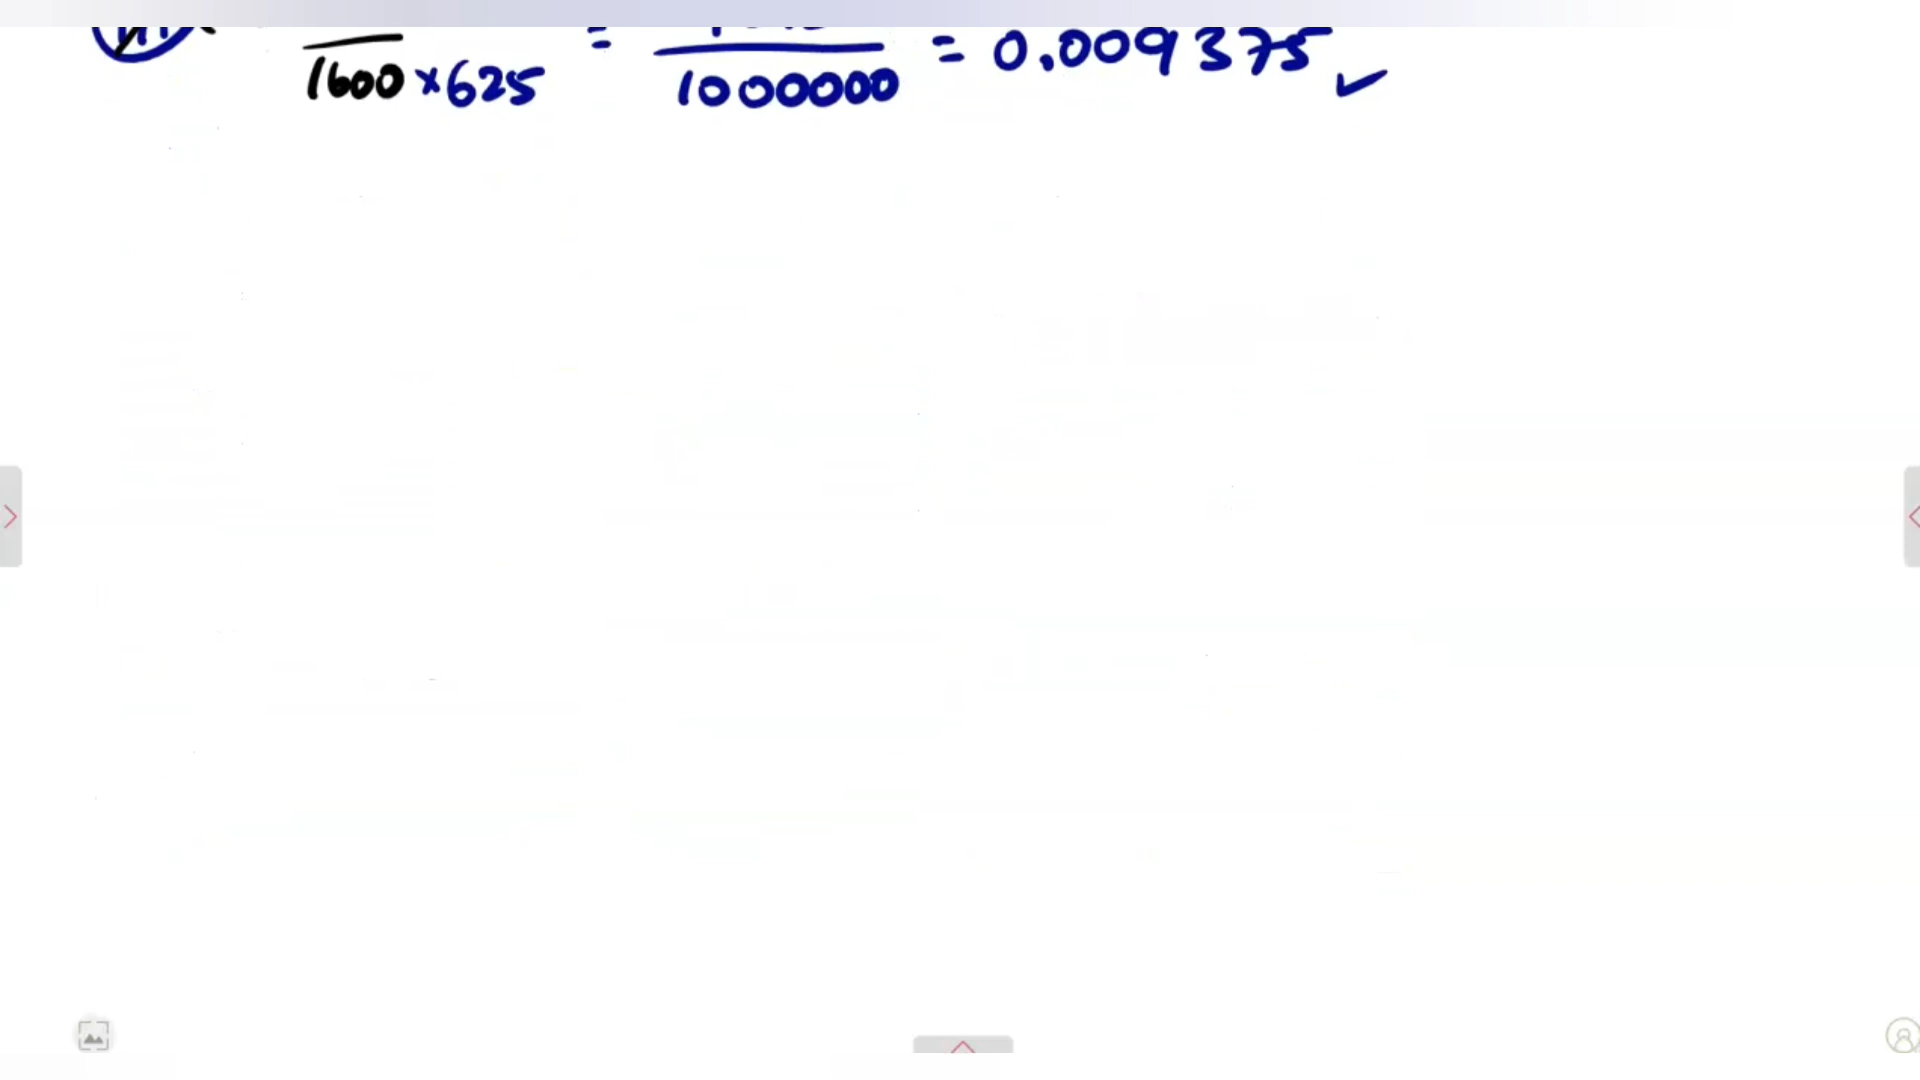 1600 ×625 = 1000000 = 0.009375 ✓